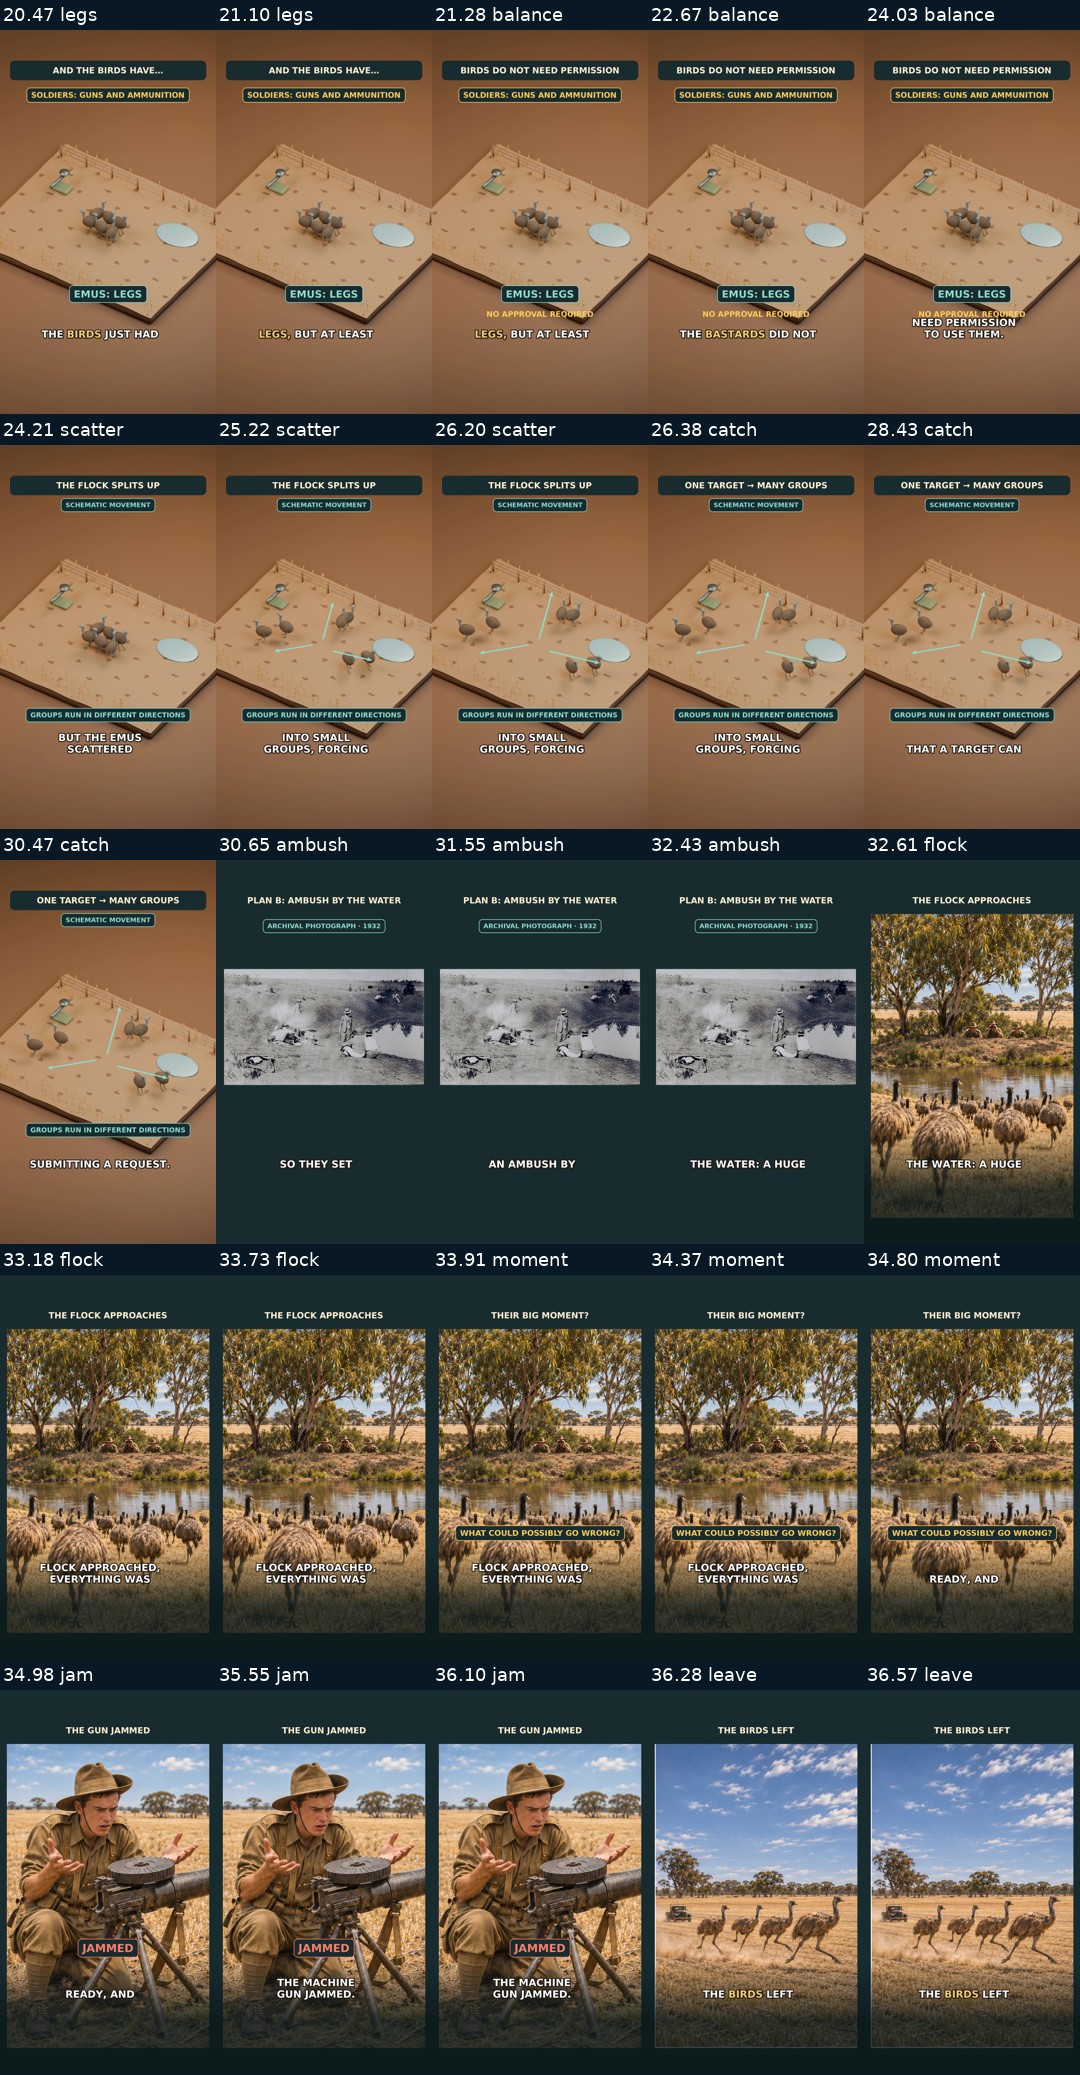 20.47 legs
AND THE BIRDS HAVE...
SOLDIERS: GUNS AND AMMUNITION
EMUS: LEGS
THE BIRDS JUST HAD
21.10 legs
AND THE BIRDS HAVE...
SOLDIERS: GUNS AND AMMUNITION
EMUS: LEGS
LEGS, BUT AT LEAST
21.28 balance
BIRDS DO NOT NEED PERMISSION
SOLDIERS: GUNS AND AMMUNITION
EMUS: LEGS
NO APPROVAL REQUIRED
LEGS, BUT AT LEAST
22.67 balance
BIRDS DO NOT NEED PERMISSION
SOLDIERS: GUNS AND AMMUNITION
EMUS: LEGS
NO APPROVAL REQUIRED
THE BASTARDS DID NOT
24.03 balance
BIRDS DO NOT NEED PERMISSION
SOLDIERS: GUNS AND AMMUNITION
EMUS: LEGS
NO APPROVAL REQUIRED
NEED PERMISSION
TO USE THEM.
24.21 scatter
THE FLOCK SPLITS UP
SCHEMATIC MOVEMENT
GROUPS RUN IN DIFFERENT DIRECTIONS
BUT THE EMUS
SCATTERED
25.22 scatter
THE FLOCK SPLITS UP
SCHEMATIC MOVEMENT
GROUPS RUN IN DIFFERENT DIRECTIONS
INTO SMALL
GROUPS, FORCING
26.20 scatter
THE FLOCK SPLITS UP
SCHEMATIC MOVEMENT
GROUPS RUN IN DIFFERENT DIRECTIONS
INTO SMALL
GROUPS, FORCING
26.38 catch
ONE TARGET → MANY GROUPS
SCHEMATIC MOVEMENT
GROUPS RUN IN DIFFERENT DIRECTIONS
INTO SMALL
GROUPS, FORCING
28.43 catch
ONE TARGET → MANY GROUPS
SCHEMATIC MOVEMENT
GROUPS RUN IN DIFFERENT DIRECTIONS
THAT A TARGET CAN
30.47 catch
ONE TARGET → MANY GROUPS
SCHEMATIC MOVEMENT
GROUPS RUN IN DIFFERENT DIRECTIONS
SUBMITTING A REQUEST.
30.65 ambush
PLAN B: AMBUSH BY THE WATER
ARCHIVAL PHOTOGRAPH · 1932
SO THEY SET
31.55 ambush
PLAN B: AMBUSH BY THE WATER
ARCHIVAL PHOTOGRAPH · 1932
AN AMBUSH BY
32.43 ambush
PLAN B: AMBUSH BY THE WATER
ARCHIVAL PHOTOGRAPH · 1932
THE WATER: A HUGE
32.61 flock
THE FLOCK APPROACHES
THE WATER: A HUGE
33.18 flock
THE FLOCK APPROACHES
FLOCK APPROACHED,
EVERYTHING WAS
33.73 flock
THE FLOCK APPROACHES
FLOCK APPROACHED,
EVERYTHING WAS
33.91 moment
THEIR BIG MOMENT?
WHAT COULD POSSIBLY GO WRONG?
FLOCK APPROACHED,
EVERYTHING WAS
34.37 moment
THEIR BIG MOMENT?
WHAT COULD POSSIBLY GO WRONG?
FLOCK APPROACHED,
EVERYTHING WAS
34.80 moment
THEIR BIG MOMENT?
WHAT COULD POSSIBLY GO WRONG?
READY, AND
34.98 jam
THE GUN JAMMED
JAMMED
READY, AND
35.55 jam
THE GUN JAMMED
JAMMED
THE MACHINE
GUN JAMMED.
36.10 jam
THE GUN JAMMED
JAMMED
THE MACHINE
GUN JAMMED.
36.28 leave
THE BIRDS LEFT
THE BIRDS LEFT
36.57 leave
THE BIRDS LEFT
THE BIRDS LEFT